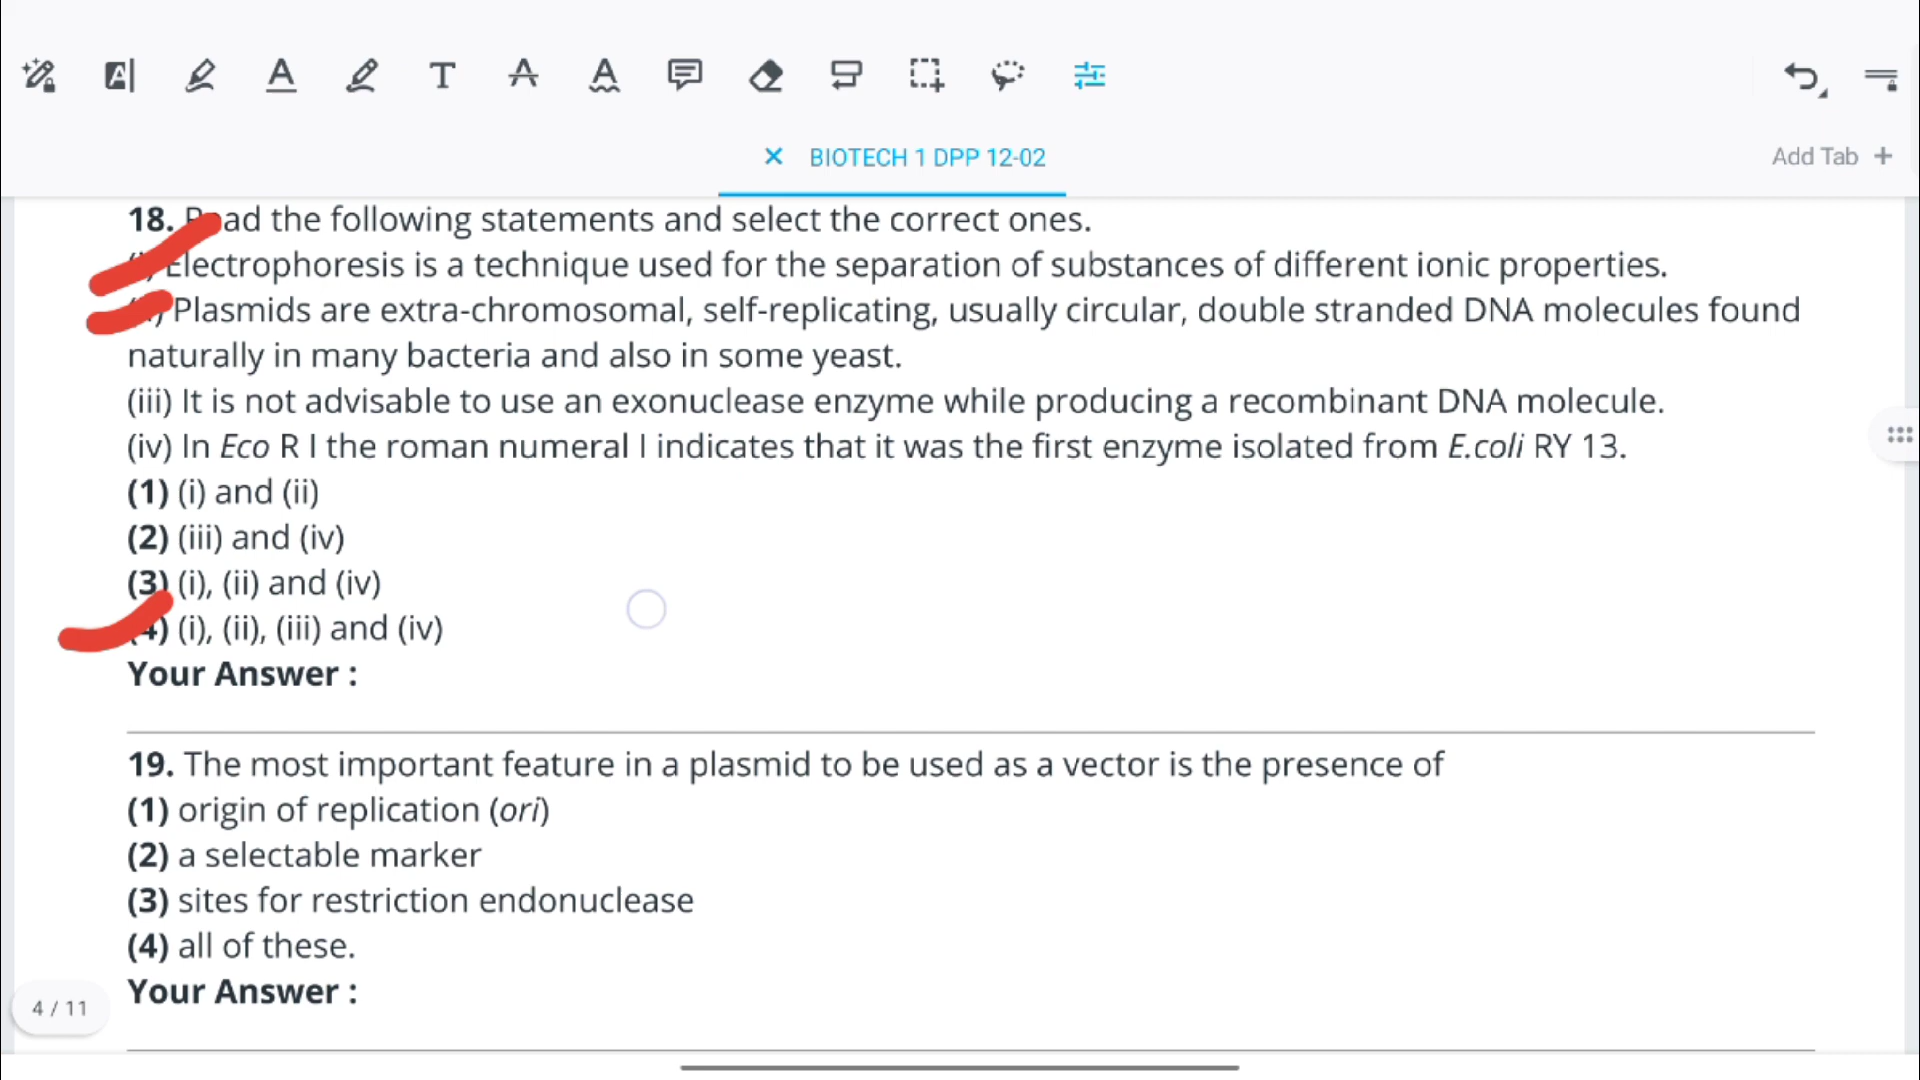 BIOTECH 1 DPP 12-02
Add Tab +
18. Read the following statements and select the correct ones.
(i) Electrophoresis is a technique used for the separation of substances of different ionic properties.
(ii) Plasmids are extra-chromosomal, self-replicating, usually circular, double stranded DNA molecules found
naturally in many bacteria and also in some yeast.
(iii) It is not advisable to use an exonuclease enzyme while producing a recombinant DNA molecule.
(iv) In Eco R I the roman numeral I indicates that it was the first enzyme isolated from E.coli RY 13.
(1) (i) and (ii)
(2) (iii) and (iv)
(3) (i), (ii) and (iv)
(4) (i), (ii), (iii) and (iv)
Your Answer :
19. The most important feature in a plasmid to be used as a vector is the presence of
(1) origin of replication (ori)
(2) a selectable marker
(3) sites for restriction endonuclease
(4) all of these.
Your Answer :
4 / 11